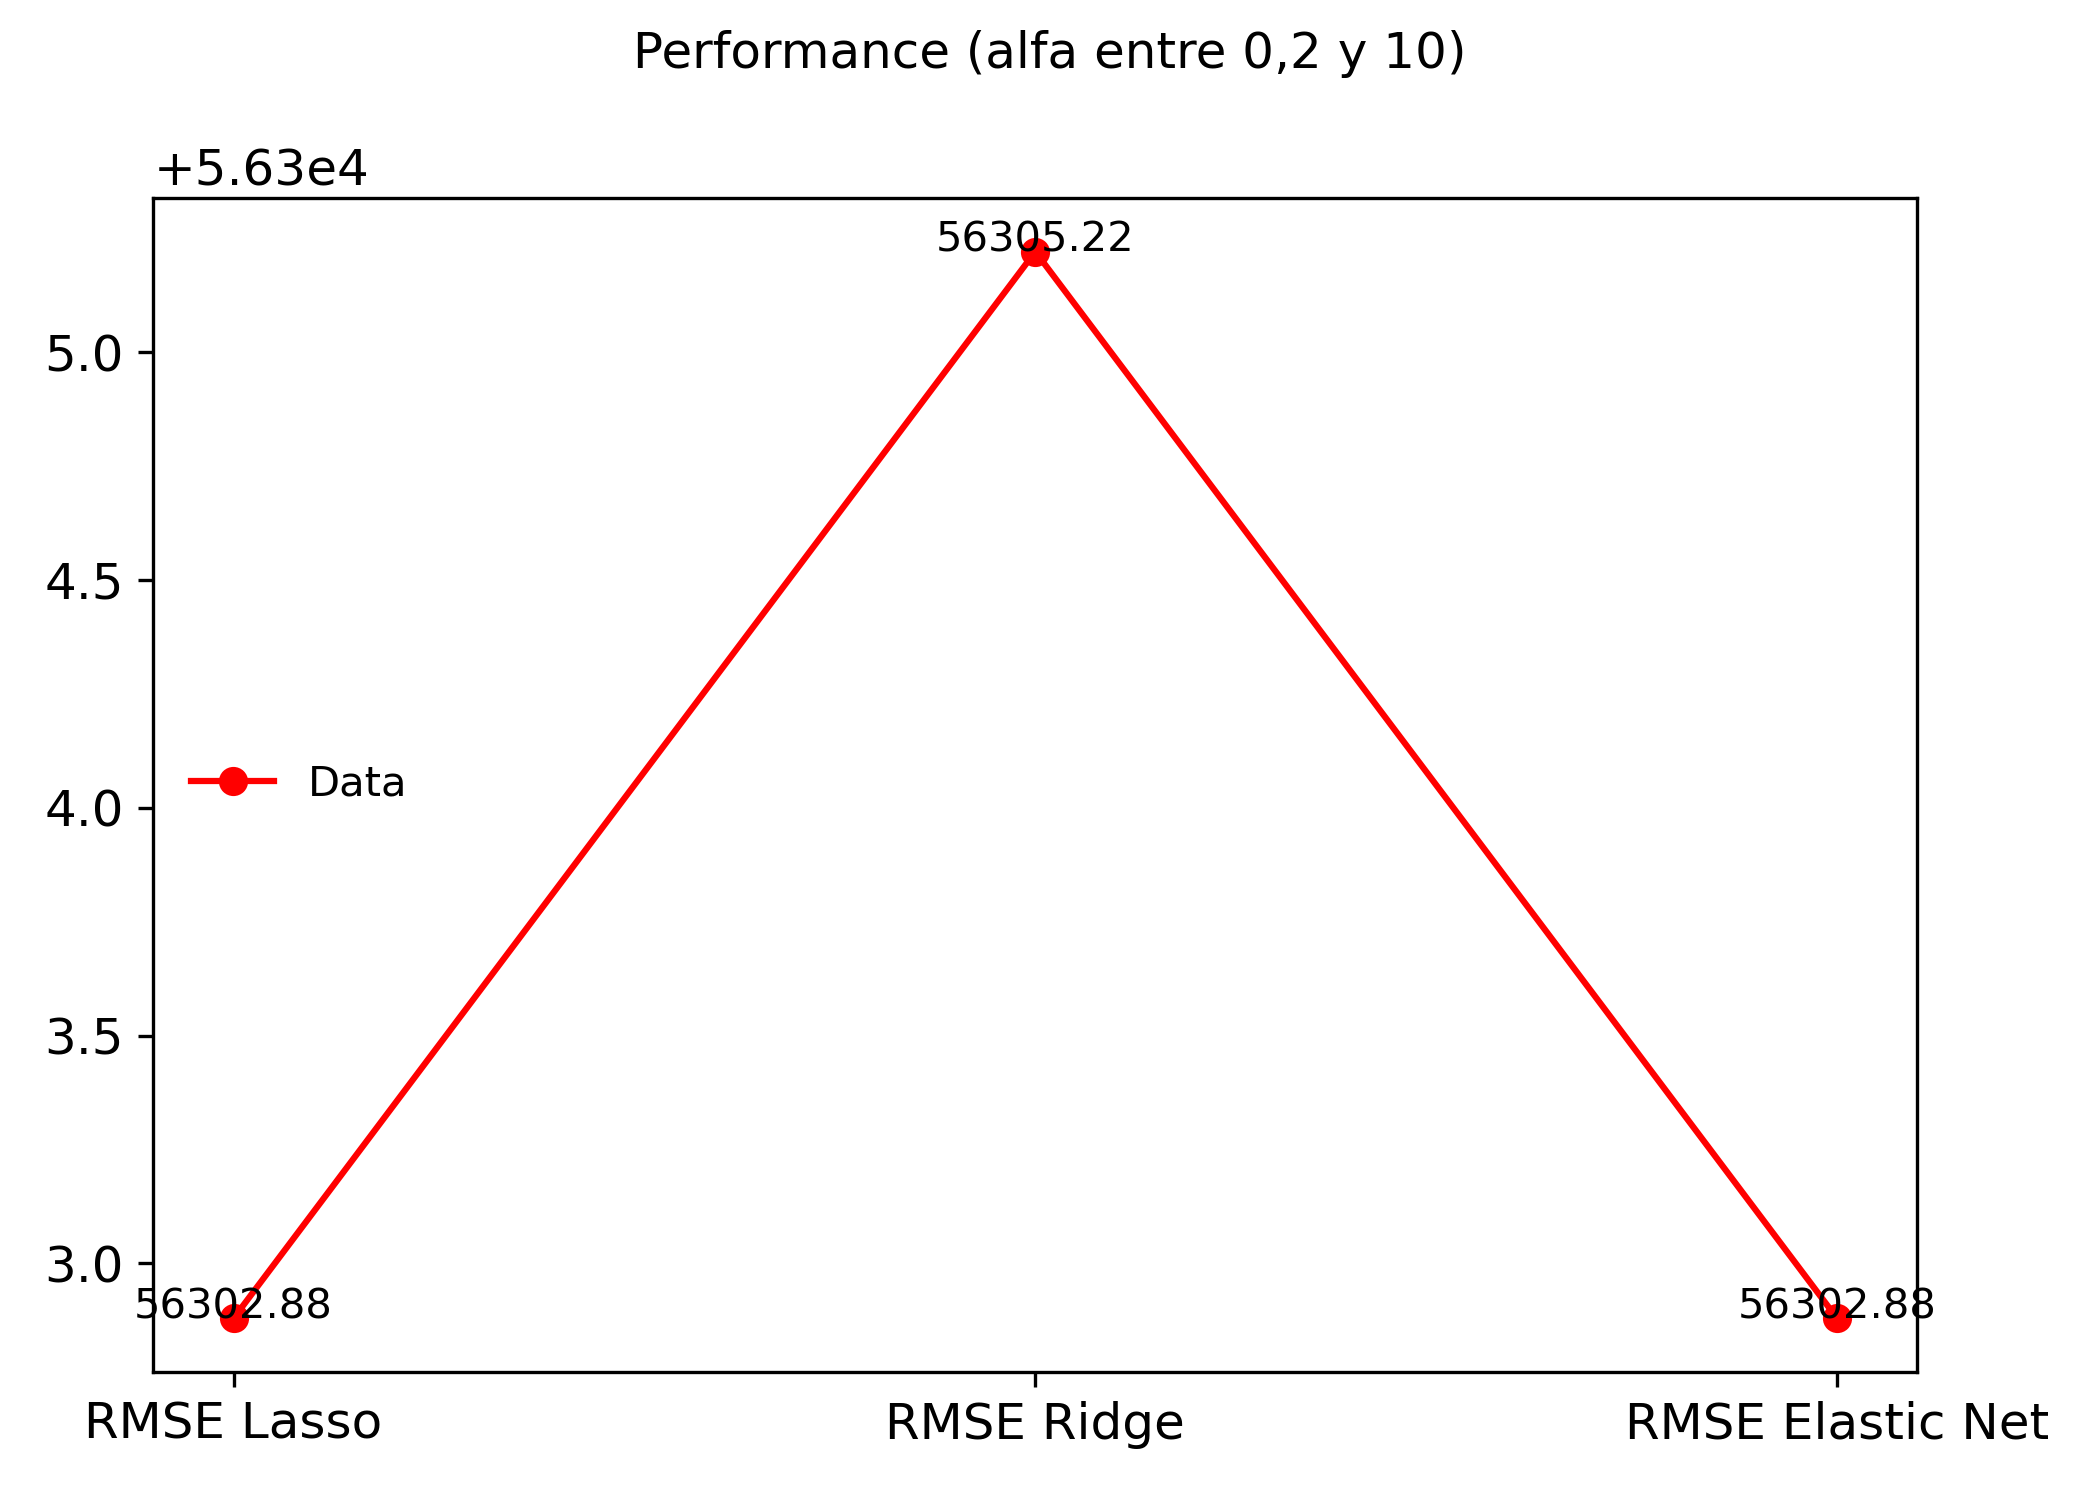 Performance (alfa entre 0,2 y 10)
+5.63e4
56305.22
5.0
4.5
Data
4.0
3.5
3.0
56302.88
56302.88
RMSE Lasso
RMSE Ridge
RMSE Elastic Net